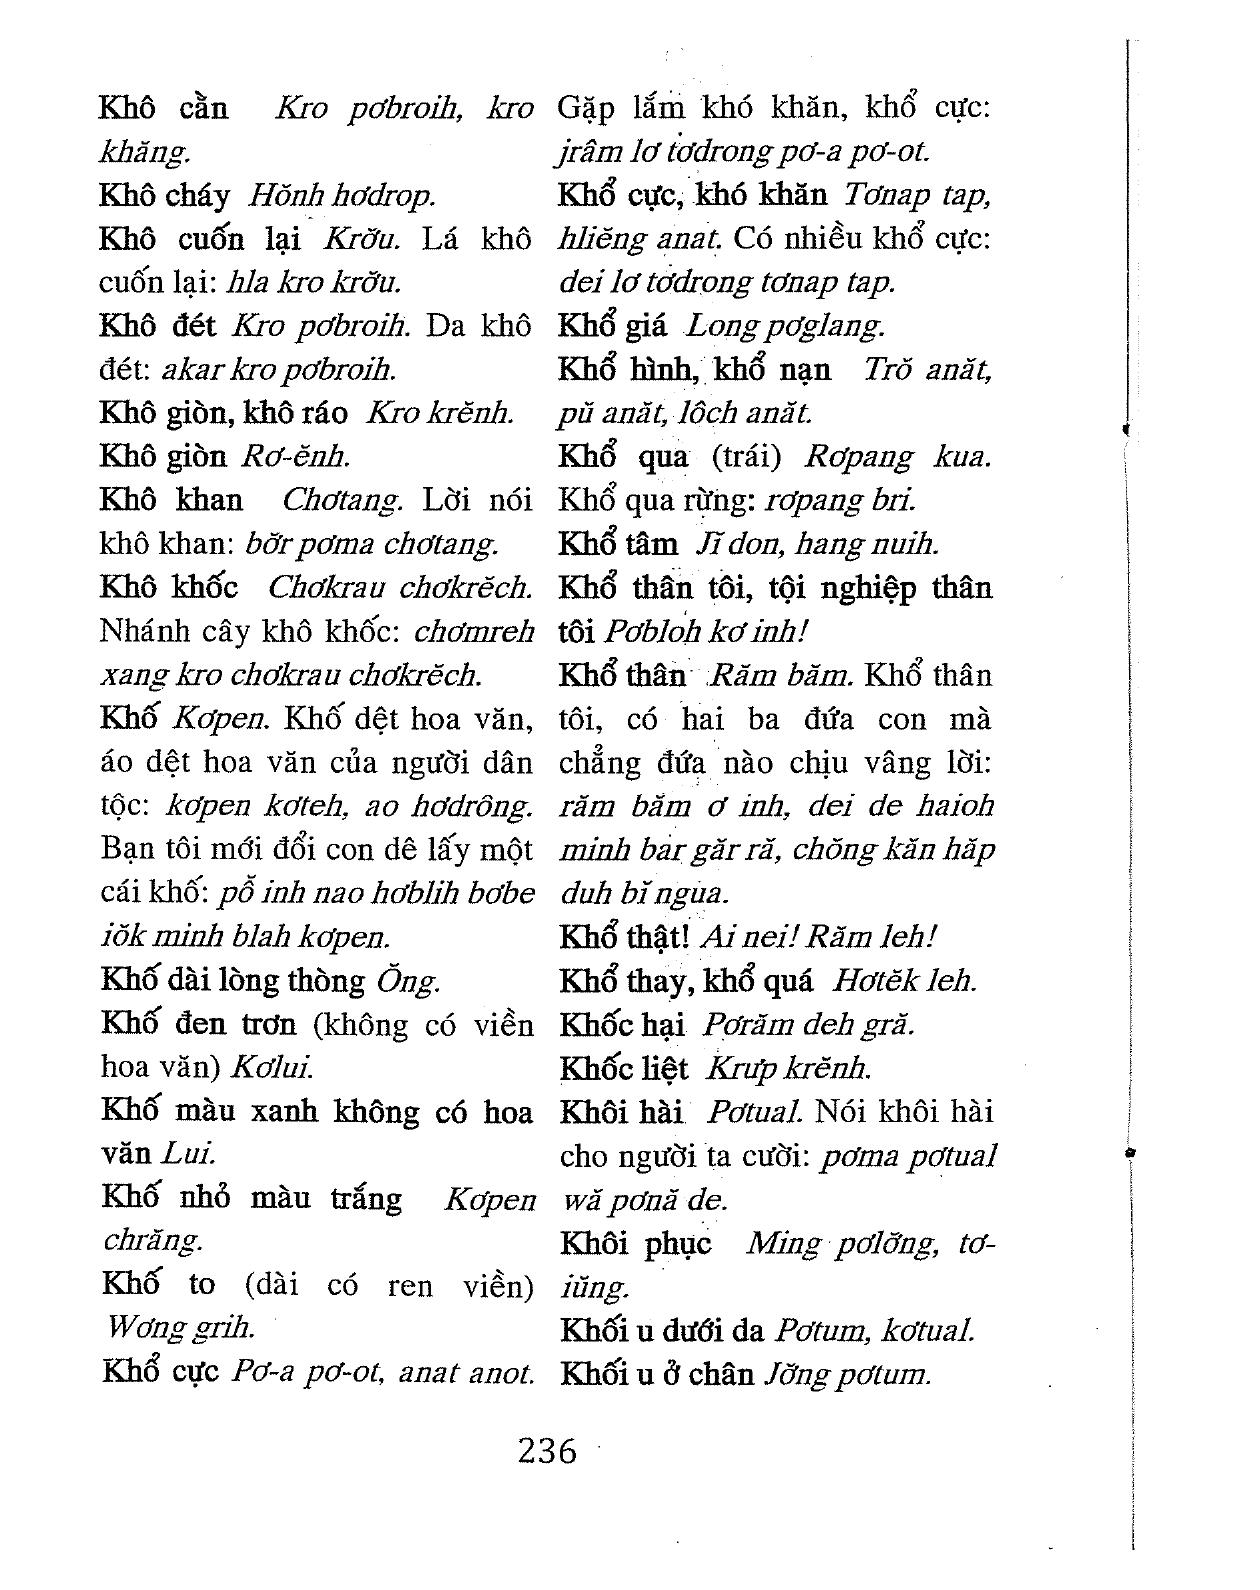 Khô cằn Kro pơbroih, kro
khăng.
Khô cháy Hŏnh hơdrop.
Khô cuốn lại Krơ̆u. Lá khô
cuốn lại: hla kro krơ̆u.
Khô đét Kro pơbroih. Da khô
đét: akar kro pơbroih.
Khô giòn, khô ráo Kro krĕnh.
Khô giòn Rơ-ĕnh.
Khô khan Chơtang. Lời nói
khô khan: bơ̆r pơma chơtang.
Khô khốc Chơkrau chơkrĕch.
Nhánh cây khô khốc: chơmreh
xang kro chơkrau chơkrĕch.
Khố Kơpen. Khố dệt hoa văn,
áo dệt hoa văn của người dân
tộc: kơpen kơteh, ao hơdrông.
Bạn tôi mới đổi con dê lấy một
cái khố: pô̆ inh nao hơblih bơbe
iŏk minh blah kơpen.
Khố dài lòng thòng Ŏng.
Khố đen trơn (không có viền
hoa văn) Kơlui.
Khố màu xanh không có hoa
văn Lui.
Khố nhỏ màu trắng Kơpen
chrăng.
Khố to (dài có ren viền)
Wơng grih.
Khổ cực Pơ-a pơ-ot, anat anot.
Gặp lắm khó khăn, khổ cực:
jrâm lơ tơdrong pơ-a pơ-ot.
Khổ cực, khó khăn Tơnap tap,
hliĕng anat. Có nhiều khổ cực:
dei lơ tơdrong tơnap tap.
Khổ giá Long pơglang.
Khổ hình, khổ nạn Trŏ anăt,
pŭ anăt, lôch anăt.
Khổ qua (trái) Rơpang kua.
Khổ qua rừng: rơpang bri.
Khổ tâm Jĭ don, hang nuih.
Khổ thân tôi, tội nghiệp thân
tôi Pơbloh kơ inh!
Khổ thân Răm băm. Khổ thân
tôi, có hai ba đứa con mà
chẳng đứa nào chịu vâng lời:
răm băm ơ inh, dei de haioh
minh bar găr ră, chŏng kăn hăp
duh bĭ ngua.
Khổ thật! Ai nei! Răm leh!
Khổ thay, khổ quá Hơtĕk leh.
Khốc hại Pơrăm deh gră.
Khốc liệt Krưp krĕnh.
Khôi hài Pơtual. Nói khôi hài
cho người ta cười: pơma pơtual
wă pơnă de.
Khôi phục Ming pơlơ̆ng, tơ-
iŭng.
Khối u dưới da Pơtum, kơtual.
Khối u ở chân Jơ̆ng pơtum.
236